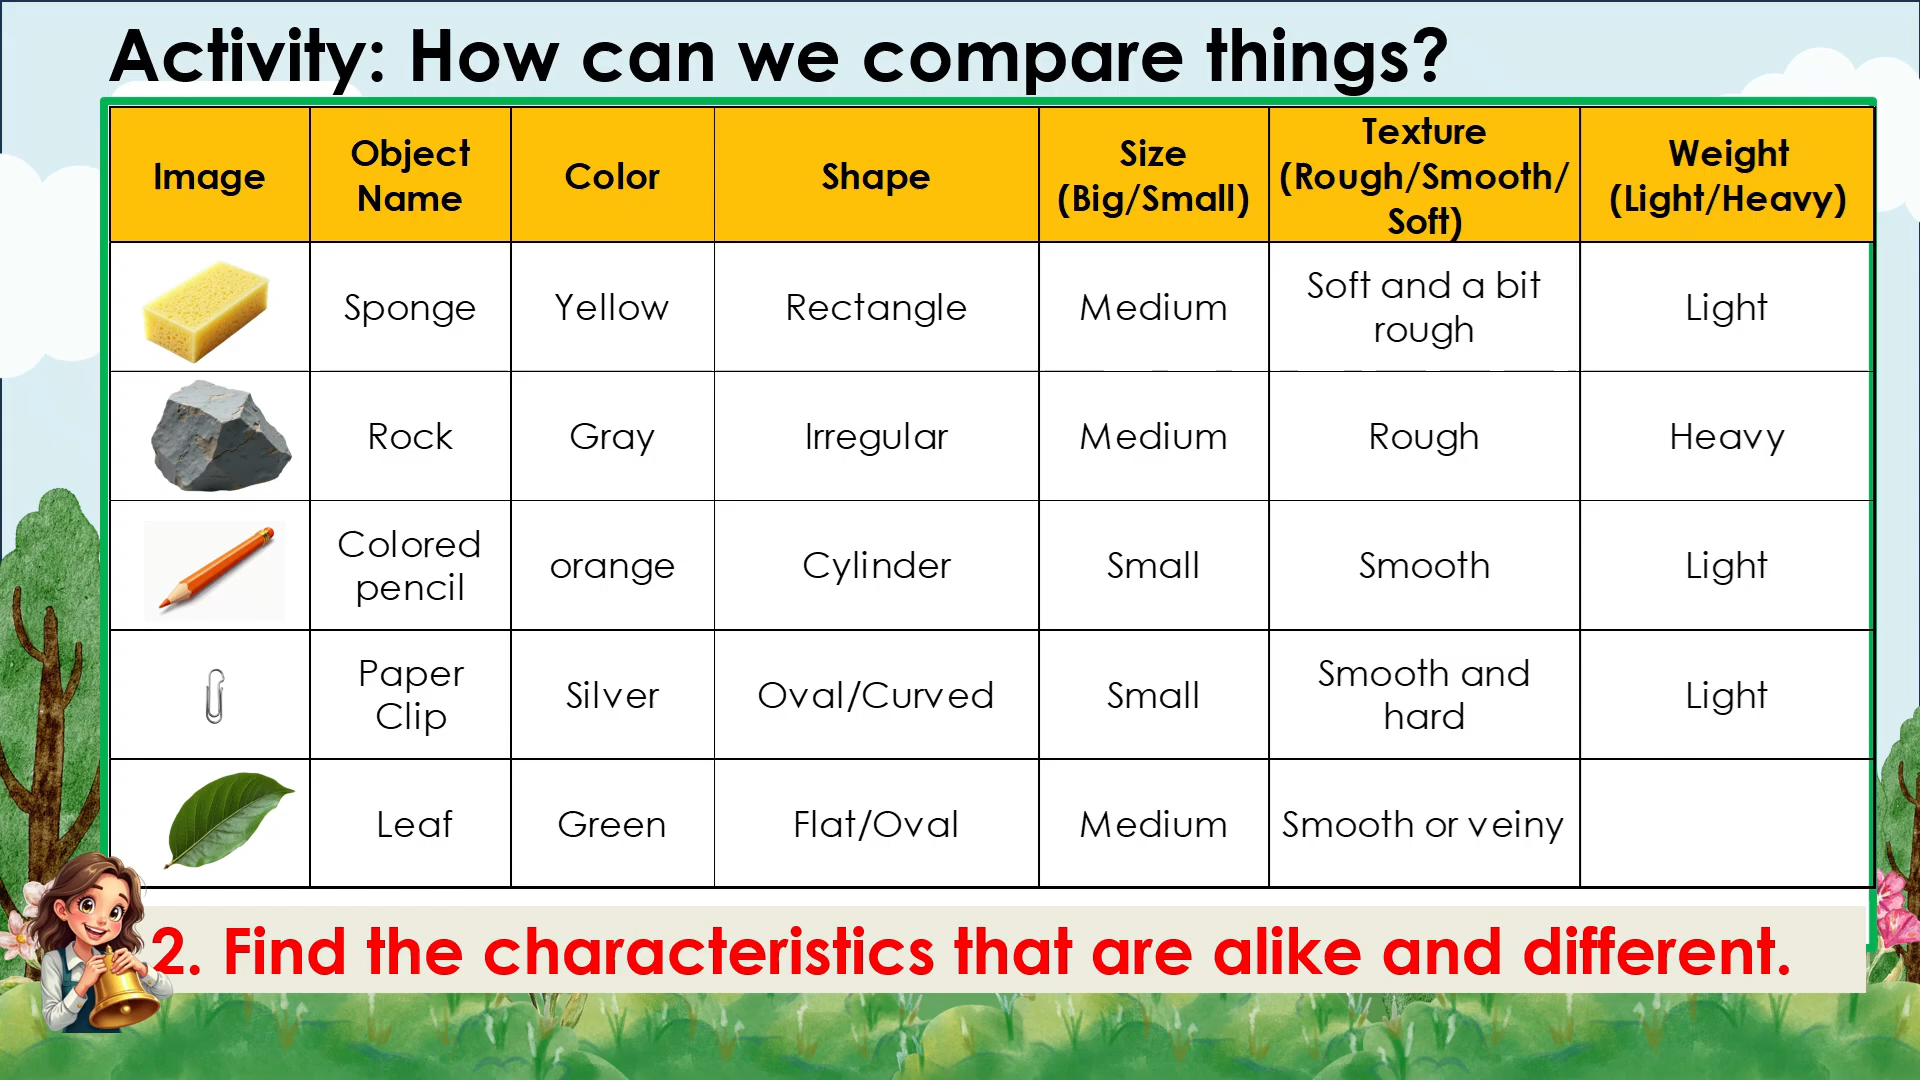 Activity: How can we compare things?
Image
Object
Name
Color
Shape
Size
(Big/Small)
Texture
(Rough/Smooth/
Soft)
Weight
(Light/Heavy)
Sponge
Yellow
Rectangle
Medium
Soft and a bit
rough
Light
Rock
Gray
Irregular
Medium
Rough
Heavy
Colored
pencil
orange
Cylinder
Small
Smooth
Light
Paper
Clip
Silver
Oval/Curved
Small
Smooth and
hard
Light
Leaf
Green
Flat/Oval
Medium
Smooth or veiny
2. Find the characteristics that are alike and different.